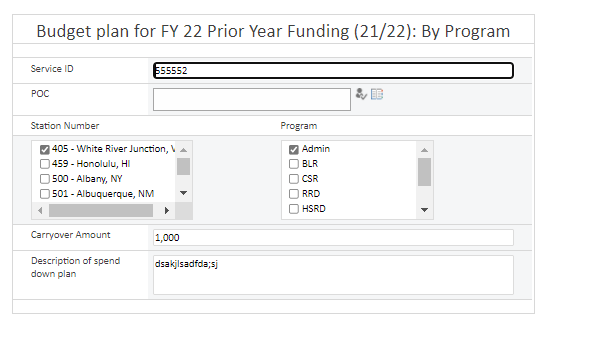 Budget plan for FY 22 Prior Year Funding (21/22): By Program
Service ID
555552
POC
Station Number
Program
405 - White River Junction, V
459 - Honolulu, HI
500 - Albany, NY
501 - Albuquerque, NM
Admin
BLR
CSR
RRD
HSRD
Carryover Amount
1,000
Description of spend
down plan
dsakjlsadfda;sj